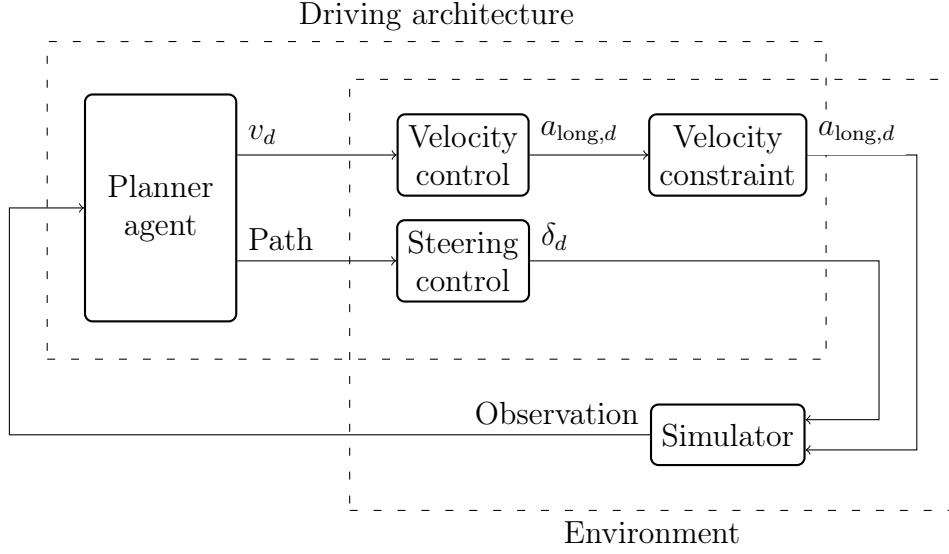 Driving architecture
Planner
agent
v_d
Velocity
control
a_long,d
Velocity
constraint
a_long,d
Path
Steering
control
δ_d
Observation
Simulator
Environment